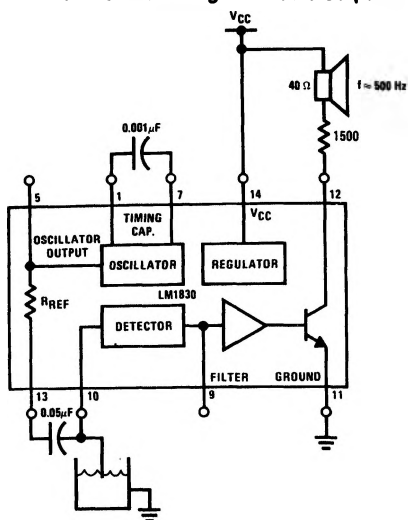 VCC
40 Ω
f ≈ 500 Hz
1500
0.001μF
5
1
7
14
12
VCC
TIMING
CAP.
OSCILLATOR
OUTPUT
OSCILLATOR
REGULATOR
RREF
LM1830
DETECTOR
FILTER
GROUND
13
10
9
11
0.05μF